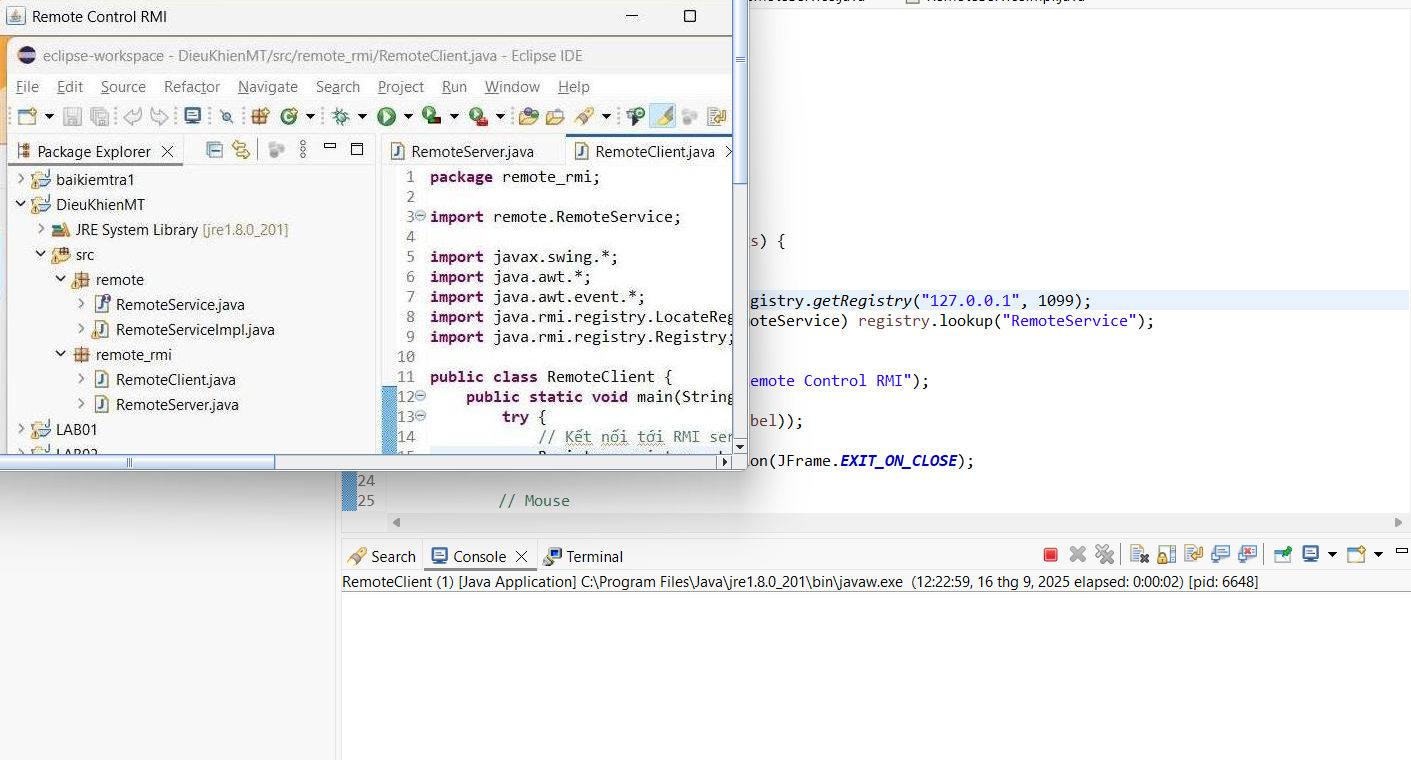 Remote Control RMI
eclipse-workspace - DieuKhienMT/src/remote_rmi/RemoteClient.java - Eclipse IDE
File Edit Source Refactor Navigate Search Project Run Window Help
Package Explorer
baikiemtra1
DieuKhienMT
JRE System Library [jre1.8.0_201]
src
remote
RemoteService.java
RemoteServiceImpl.java
remote_rmi
RemoteClient.java
RemoteServer.java
LAB01
LAB02
RemoteServer.java
RemoteClient.java
1 package remote_rmi;
2
3 import remote.RemoteService;
4
5 import javax.swing.*;
6 import java.awt.*;
7 import java.awt.event.*;
8 import java.rmi.registry.LocateReg
9 import java.rmi.registry.Registry;
10
11 public class RemoteClient {
12 public static void main(String
13 try {
14 // Kết nối tới RMI ser
s) {
gistry.getRegistry("127.0.0.1", 1099);
oteService) registry.lookup("RemoteService");
emote Control RMI");
bel));
on(JFrame.EXIT_ON_CLOSE);
24
25 // Mouse
Search Console Terminal
RemoteClient (1) [Java Application] C:\Program Files\Java\jre1.8.0_201\bin\javaw.exe (12:22:59, 16 thg 9, 2025 elapsed: 0:00:02) [pid: 6648]